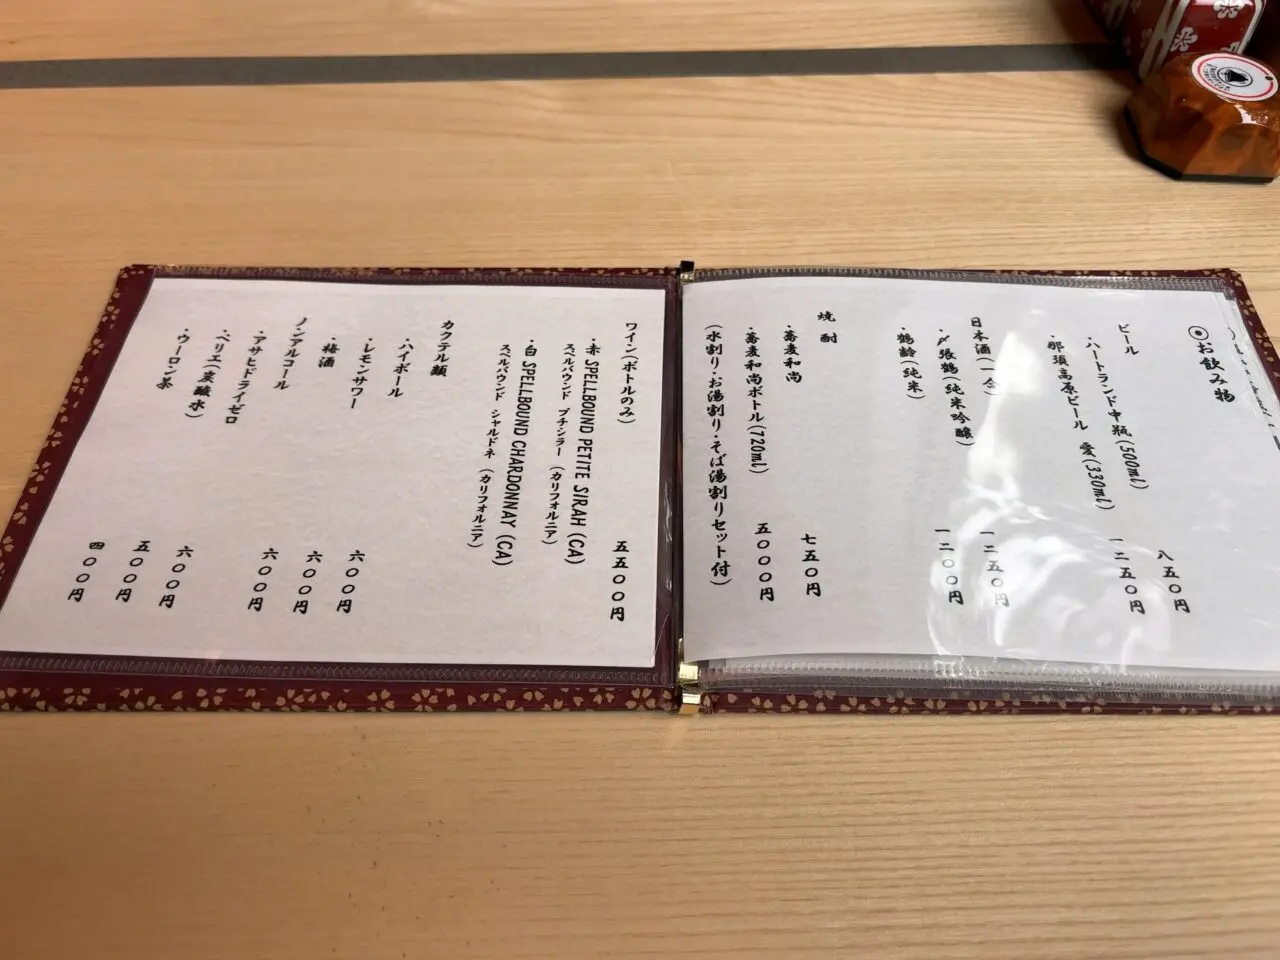 ◉お飲み物
ビール
・ハートランド中瓶(500ml) 八五〇円
・那須高原ビール 愛(330ml) 一二五〇円
日本酒(一合)
・〆張鶴(純米吟醸) 一二五〇円
・鶴齢(純米) 一二〇〇円
焼酎
・蕎麦和尚 七五〇円
・蕎麦和尚ボトル(720ml) 五〇〇〇円
(水割り・お湯割り・そば湯割りセット付)
ワイン(ボトルのみ) 五五〇〇円
・赤 SPELLBOUND PETITE SIRAH (CA)
スペルバウンド プチシラー (カリフォルニア)
・白 SPELLBOUND CHARDONNAY (CA)
スペルバウンド シャルドネ (カリフォルニア)
カクテル類
・ハイボール 六〇〇円
・レモンサワー 六〇〇円
・梅酒 六〇〇円
ノンアルコール
・アサヒドライゼロ 六〇〇円
・ペリエ(炭酸水) 五〇〇円
・ウーロン茶 四〇〇円